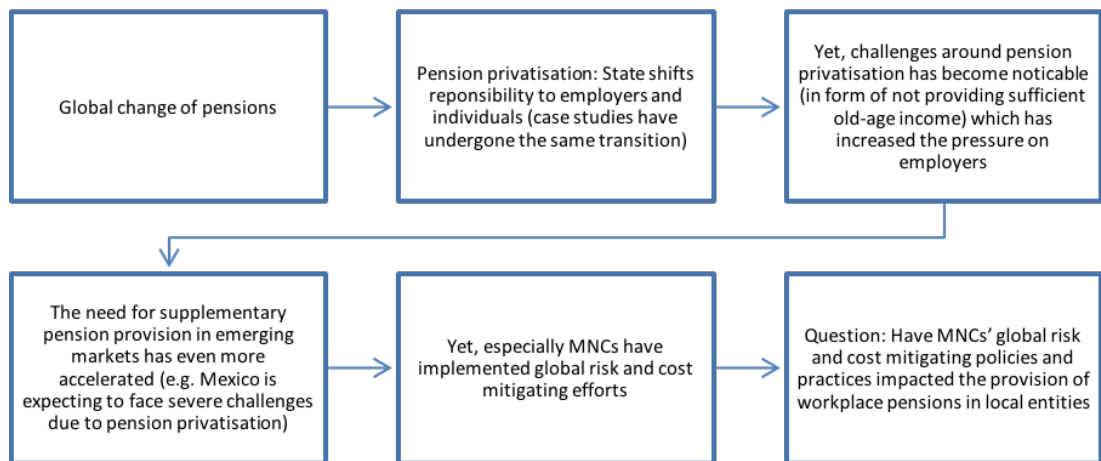 Global change of pensions
Pension privatisation: State shifts
reponsibility to employers and
individuals (case studies have
undergone the same transition)
Yet, challenges around pension
privatisation has become noticable
(in form of not providing sufficient
old-age income) which has
increased the pressure on
employers
The need for supplementary
pension provision in emerging
markets has even more
accelerated (e.g. Mexico is
expecting to face severe challenges
due to pension privatisation)
Yet, especially MNCs have
implemented global risk and cost
mitigating efforts
Question: Have MNCs’ global risk
and cost mitigating policies and
practices impacted the provision of
workplace pensions in local entities